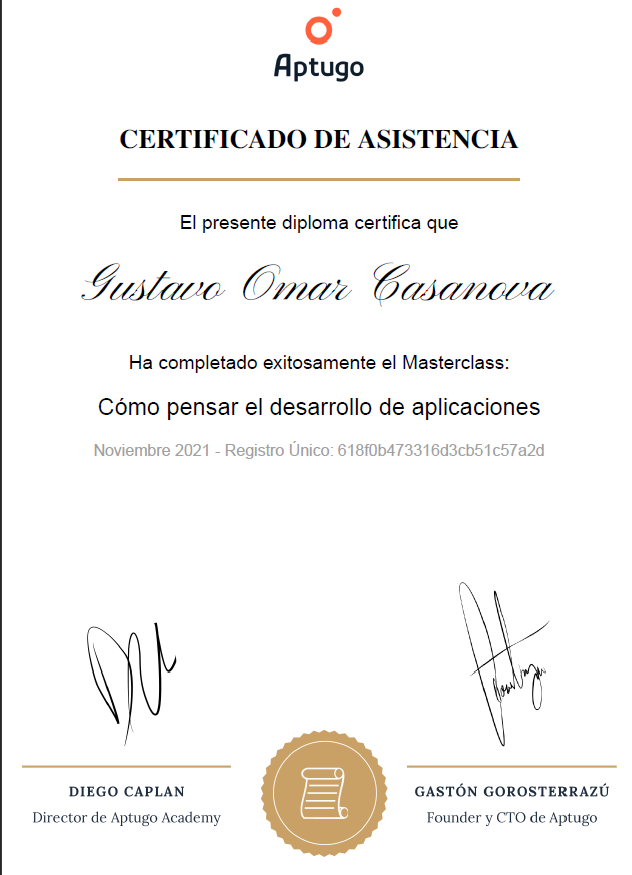 Aptugo
CERTIFICADO DE ASISTENCIA
El presente diploma certifica que
Gustavo Omar Casanova
Ha completado exitosamente el Masterclass:
Cómo pensar el desarrollo de aplicaciones
Noviembre 2021 - Registro Único: 618f0b473316d3cb51c57a2d
DIEGO CAPLAN
Director de Aptugo Academy
GASTÓN GOROSTERRAZÚ
Founder y CTO de Aptugo